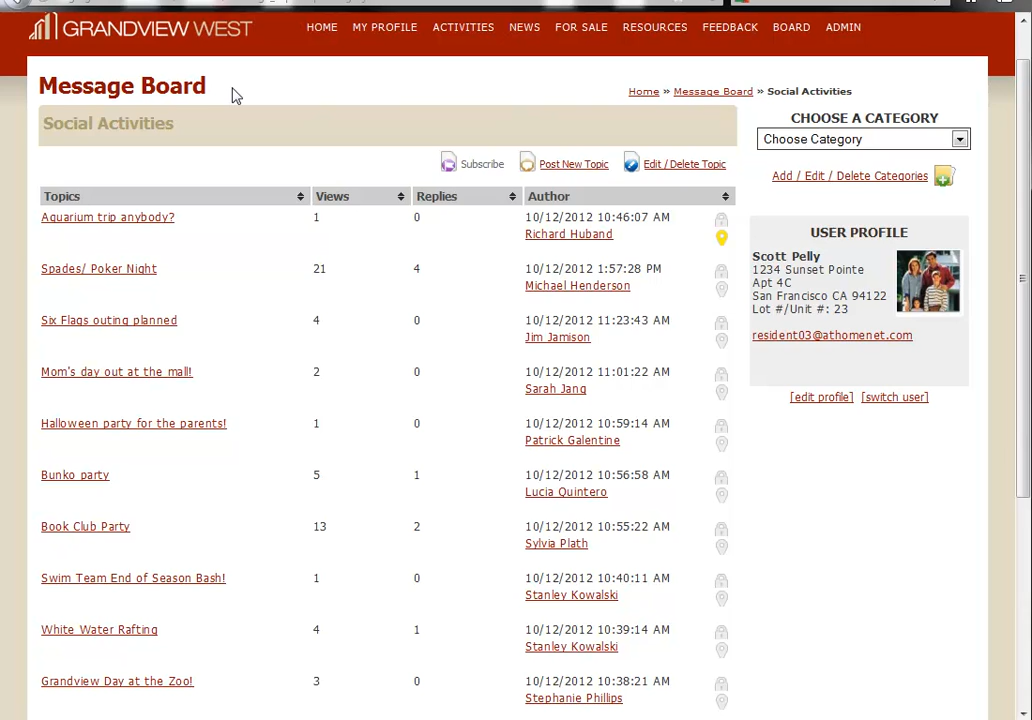 GRANDVIEW WEST
HOME MY PROFILE ACTIVITIES NEWS FOR SALE RESOURCES FEEDBACK BOARD ADMIN
Message Board
Home » Message Board » Social Activities
Social Activities
Subscribe Post New Topic Edit / Delete Topic
Topics Views Replies Author
Aquarium trip anybody? 1 0 10/12/2012 10:46:07 AM
Richard Huband
Spades/ Poker Night 21 4 10/12/2012 1:57:28 PM
Michael Henderson
Six Flags outing planned 4 0 10/12/2012 11:23:43 AM
Jim Jamison
Mom's day out at the mall! 2 0 10/12/2012 11:01:22 AM
Sarah Jang
Halloween party for the parents! 1 0 10/12/2012 10:59:14 AM
Patrick Galentine
Bunko party 5 1 10/12/2012 10:56:58 AM
Lucia Quintero
Book Club Party 13 2 10/12/2012 10:55:22 AM
Sylvia Plath
Swim Team End of Season Bash! 1 0 10/12/2012 10:40:11 AM
Stanley Kowalski
White Water Rafting 4 1 10/12/2012 10:39:14 AM
Stanley Kowalski
Grandview Day at the Zoo! 3 0 10/12/2012 10:38:21 AM
Stephanie Phillips
CHOOSE A CATEGORY
Choose Category
Add / Edit / Delete Categories
USER PROFILE
Scott Pelly
1234 Sunset Pointe
Apt 4C
San Francisco CA 94122
Lot #/Unit #: 23
resident03@athomenet.com
[edit profile] [switch user]